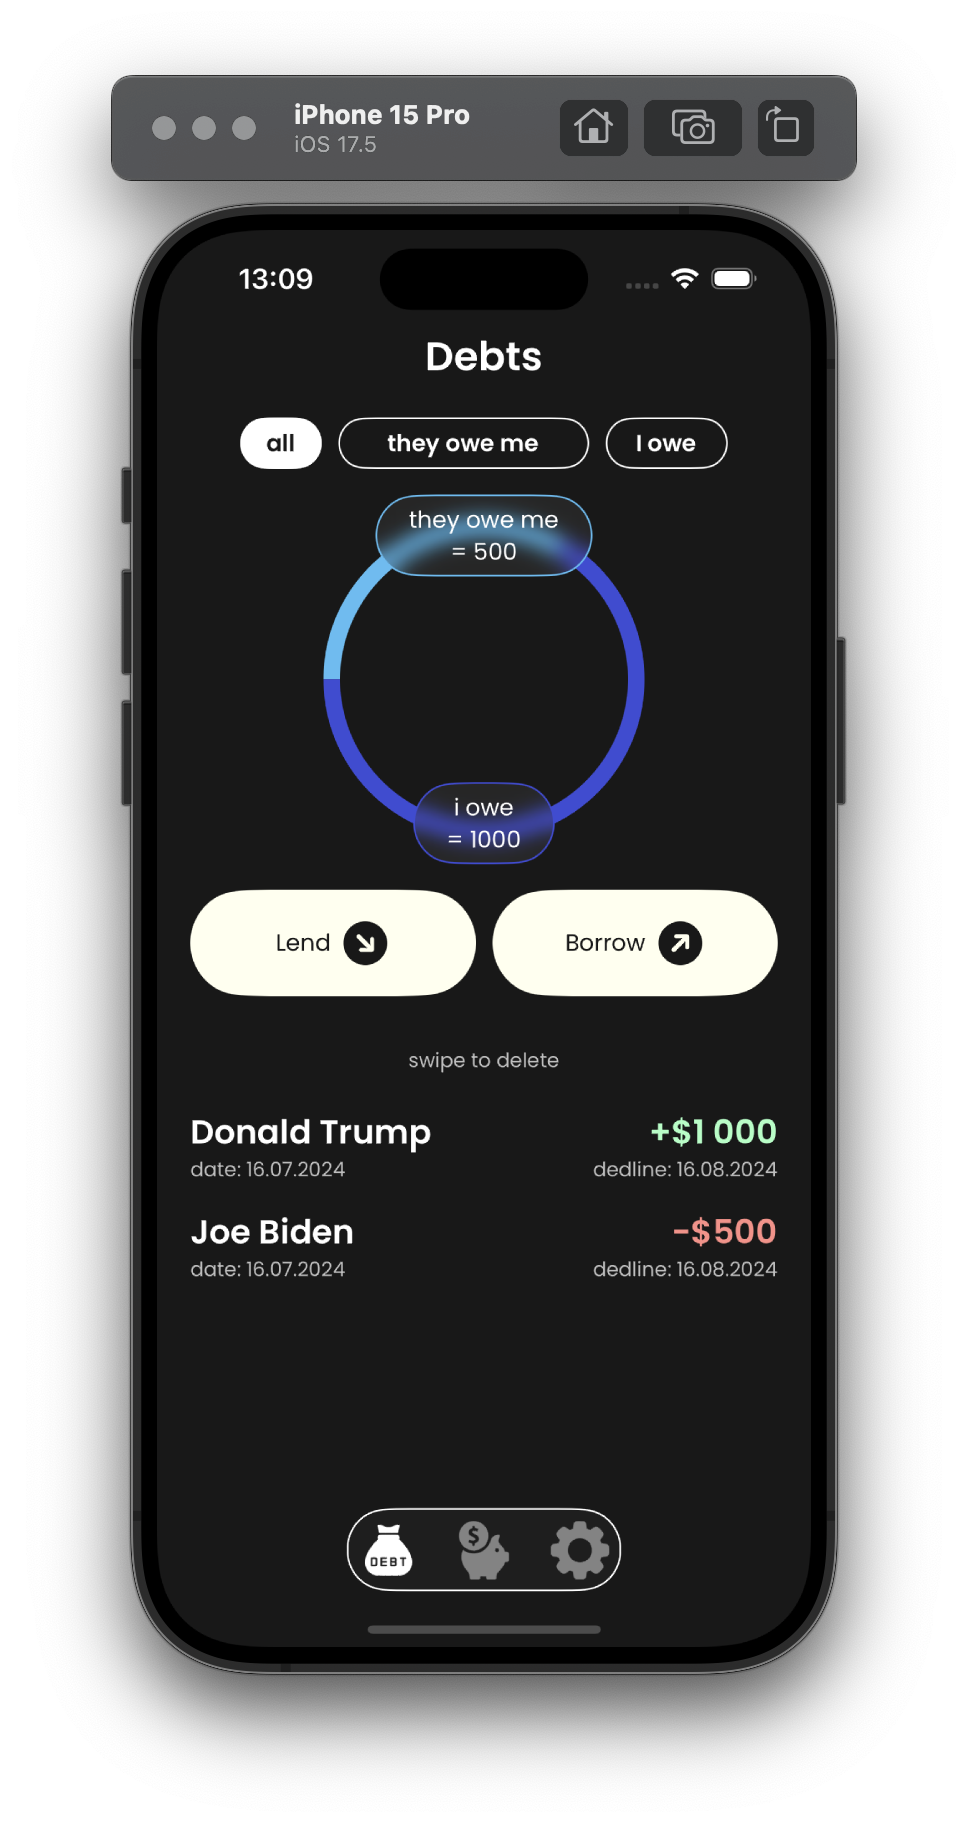 iPhone 15 Pro
iOS 17.5
13:09
Debts
all they owe me I owe
they owe me
= 500
i owe
= 1000
Lend Borrow
swipe to delete
Donald Trump +$1 000
date: 16.07.2024 dedline: 16.08.2024
Joe Biden -$500
date: 16.07.2024 dedline: 16.08.2024
$
DEBT